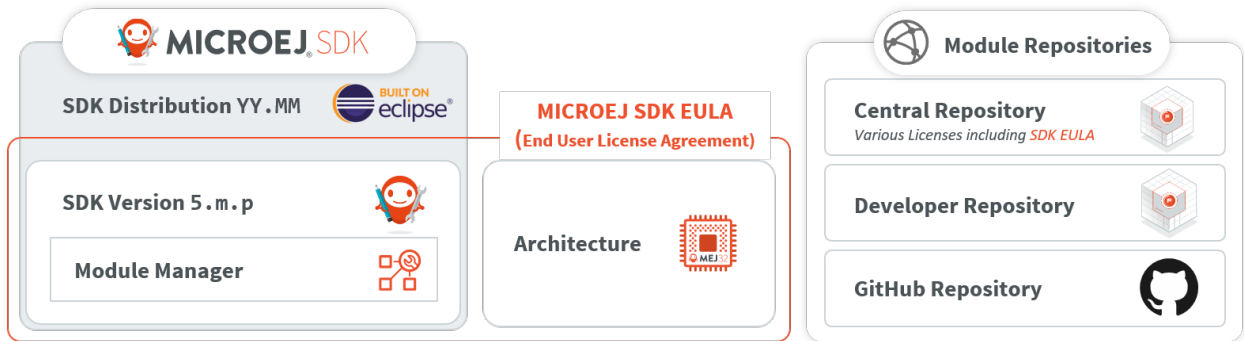 MICROEJ® SDK
SDK Distribution YY.MM
BUILT ON
eclipse®
MICROEJ SDK EULA
(End User License Agreement)
SDK Version 5.m.p
Module Manager
Architecture
MEJ32
Module Repositories
Central Repository
Various Licenses including SDK EULA
Developer Repository
GitHub Repository